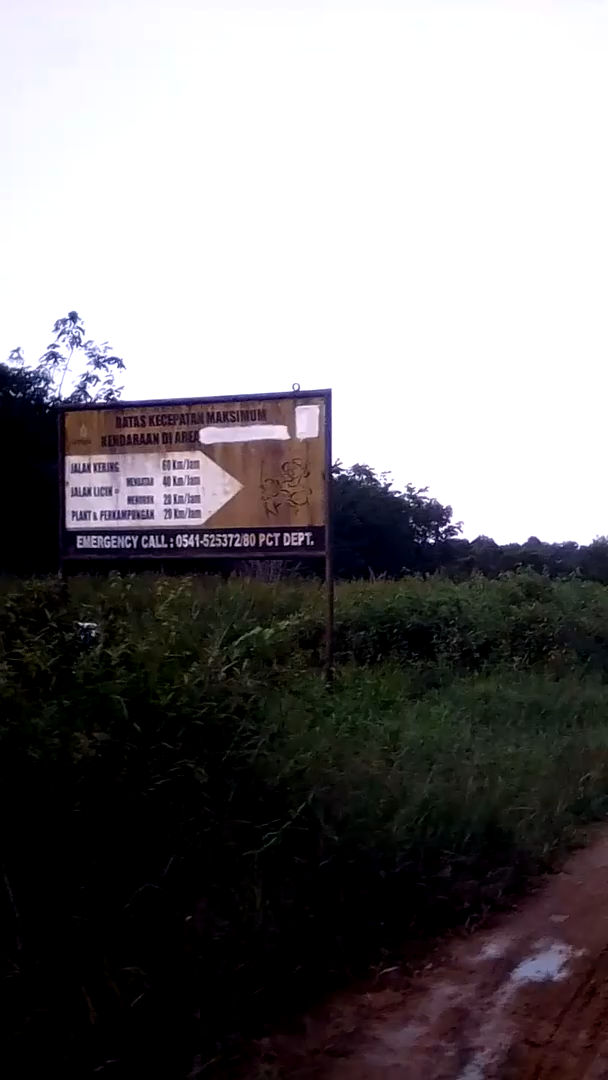 BATAS KECEPATAN MAKSIMUM
KENDARAAN DI AREA
JALAN KERING 60 Km/Jam
JALAN LICIN = MENDATAR 40 Km/Jam
MENURUN 20 Km/Jam
PLANT & PERKAMPUNGAN 20 Km/Jam
EMERGENCY CALL : 0541-525372/80 PCT DEPT.